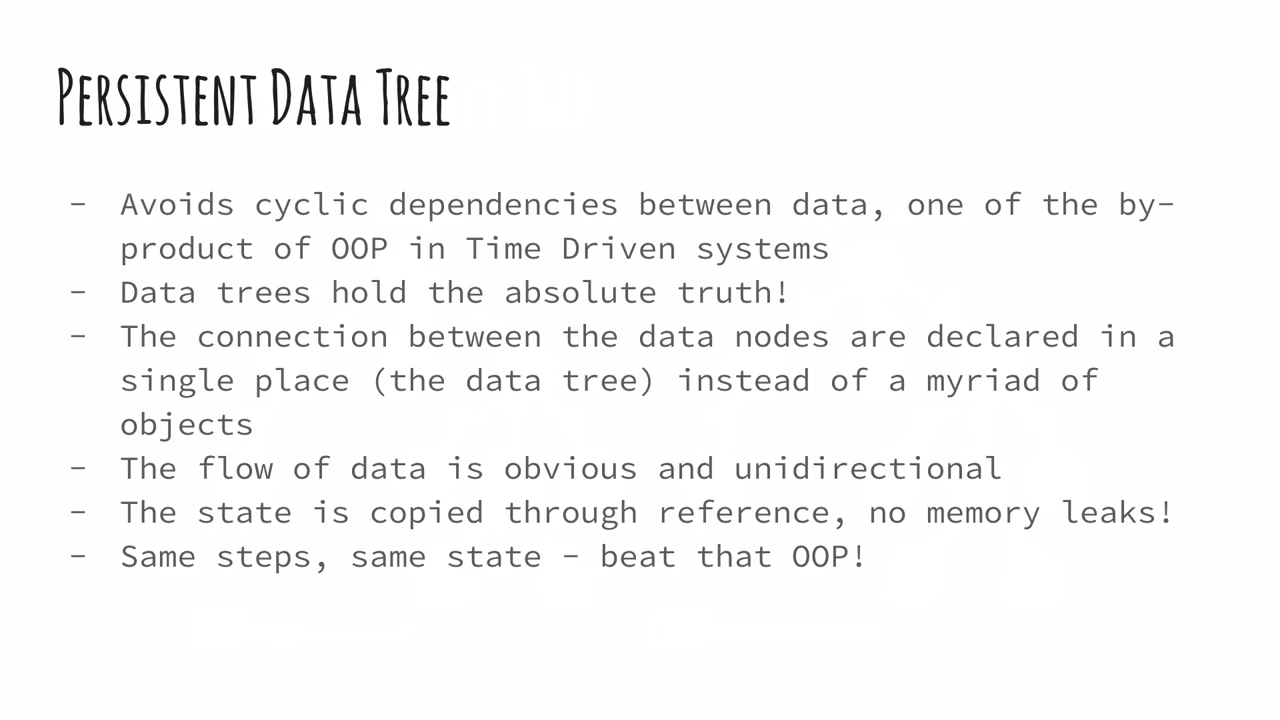 Persistent Data Tree
- Avoids cyclic dependencies between data, one of the by-
product of OOP in Time Driven systems
- Data trees hold the absolute truth!
- The connection between the data nodes are declared in a
single place (the data tree) instead of a myriad of
objects
- The flow of data is obvious and unidirectional
- The state is copied through reference, no memory leaks!
- Same steps, same state - beat that OOP!